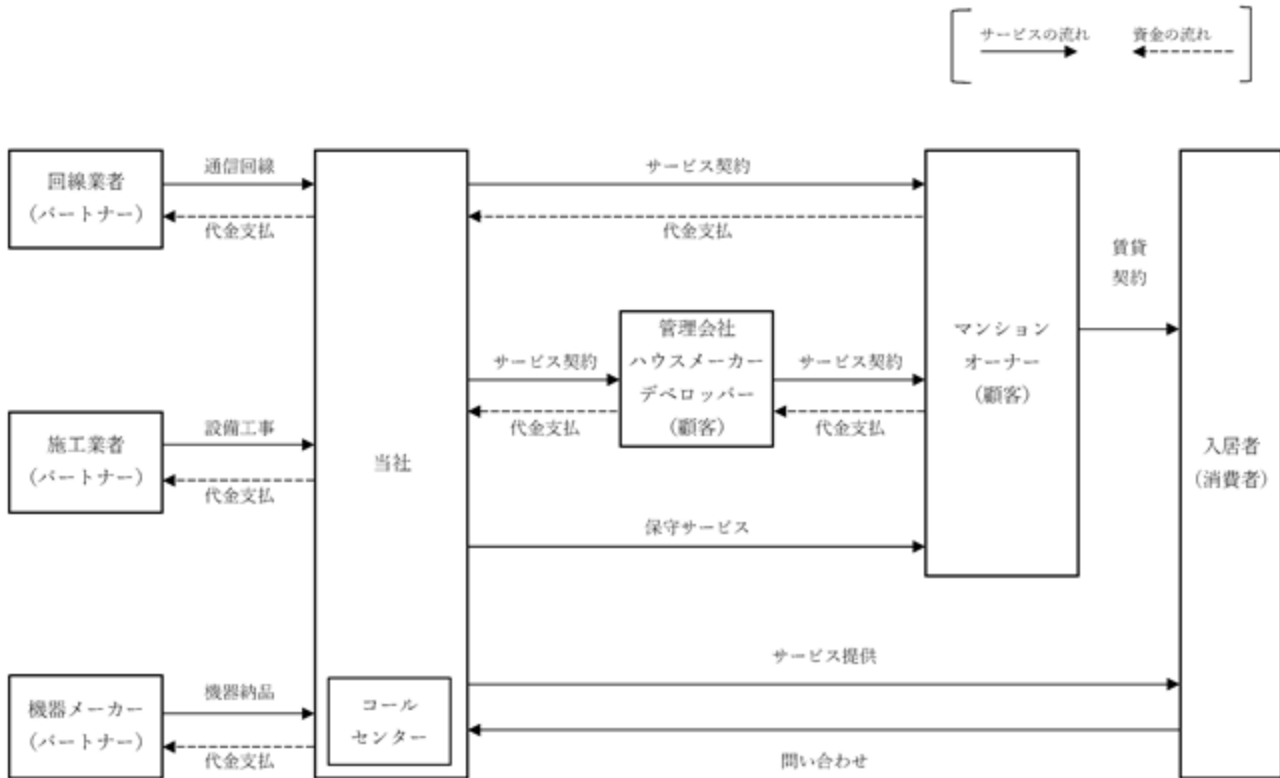 サービスの流れ
資金の流れ
回線業者
（パートナー）
通信回線
代金支払
サービス契約
代金支払
賃貸
契約
管理会社
ハウスメーカー
デベロッパー
（顧客）
サービス契約
代金支払
サービス契約
代金支払
マンション
オーナー
（顧客）
施工業者
（パートナー）
設備工事
代金支払
当社
入居者
（消費者）
保守サービス
サービス提供
機器メーカー
（パートナー）
機器納品
代金支払
コール
センター
問い合わせ